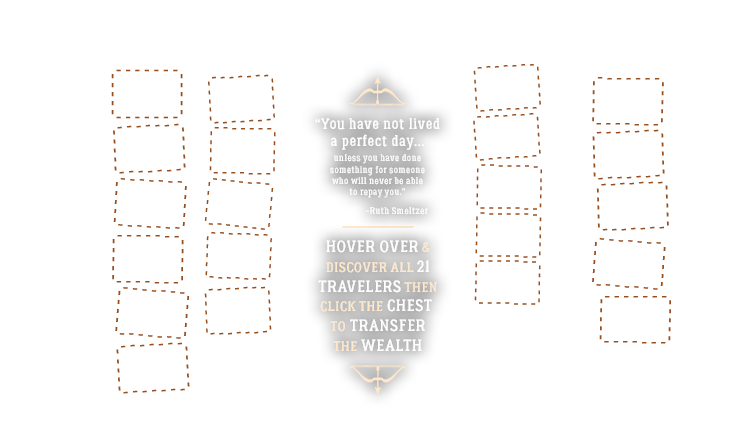 “You have not lived
a perfect day...
unless you have done
something for someone
who will never be able
to repay you.”
-Ruth Smeltzer
HOVER OVER &
DISCOVER ALL 21
TRAVELERS THEN
CLICK THE CHEST
TO TRANSFER
THE WEALTH